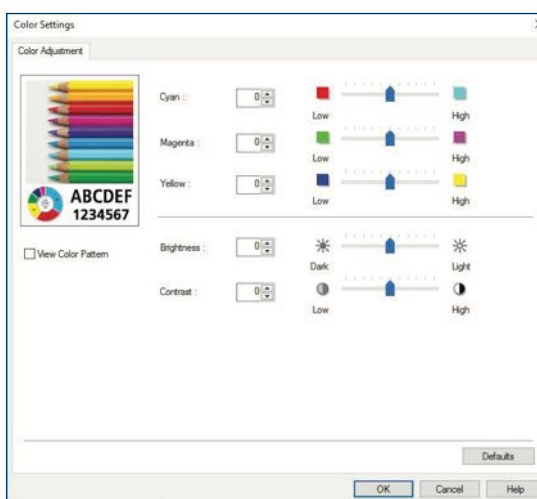 Color Settings
Color Adjustment
Cyan : 0
Low High
Magenta : 0
Low High
ABCDEF
1234567
Yellow : 0
Low High
View Color Pattern
Brightness : 0
Dark Light
Contrast : 0
Low High
Defaults
OK Cancel Help